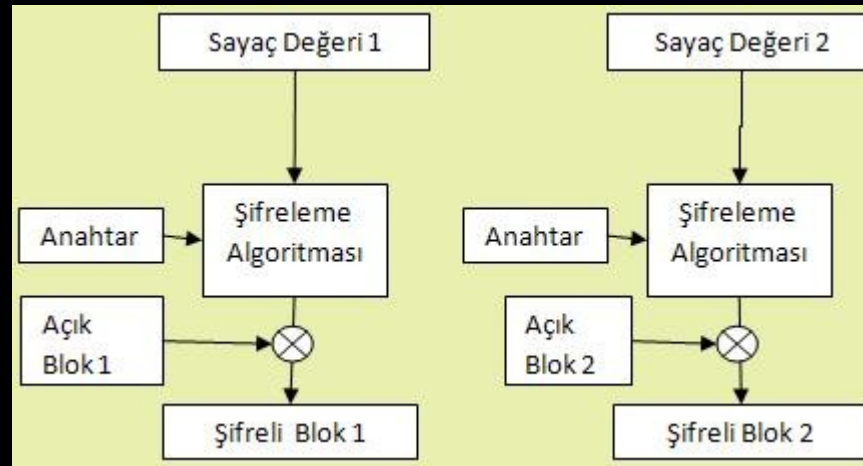 Sayaç Değeri 1
Şifreleme
Algoritması
Anahtar
Açık
Blok 1
Şifreli Blok 1
Sayaç Değeri 2
Şifreleme
Algoritması
Anahtar
Açık
Blok 2
Şifreli Blok 2